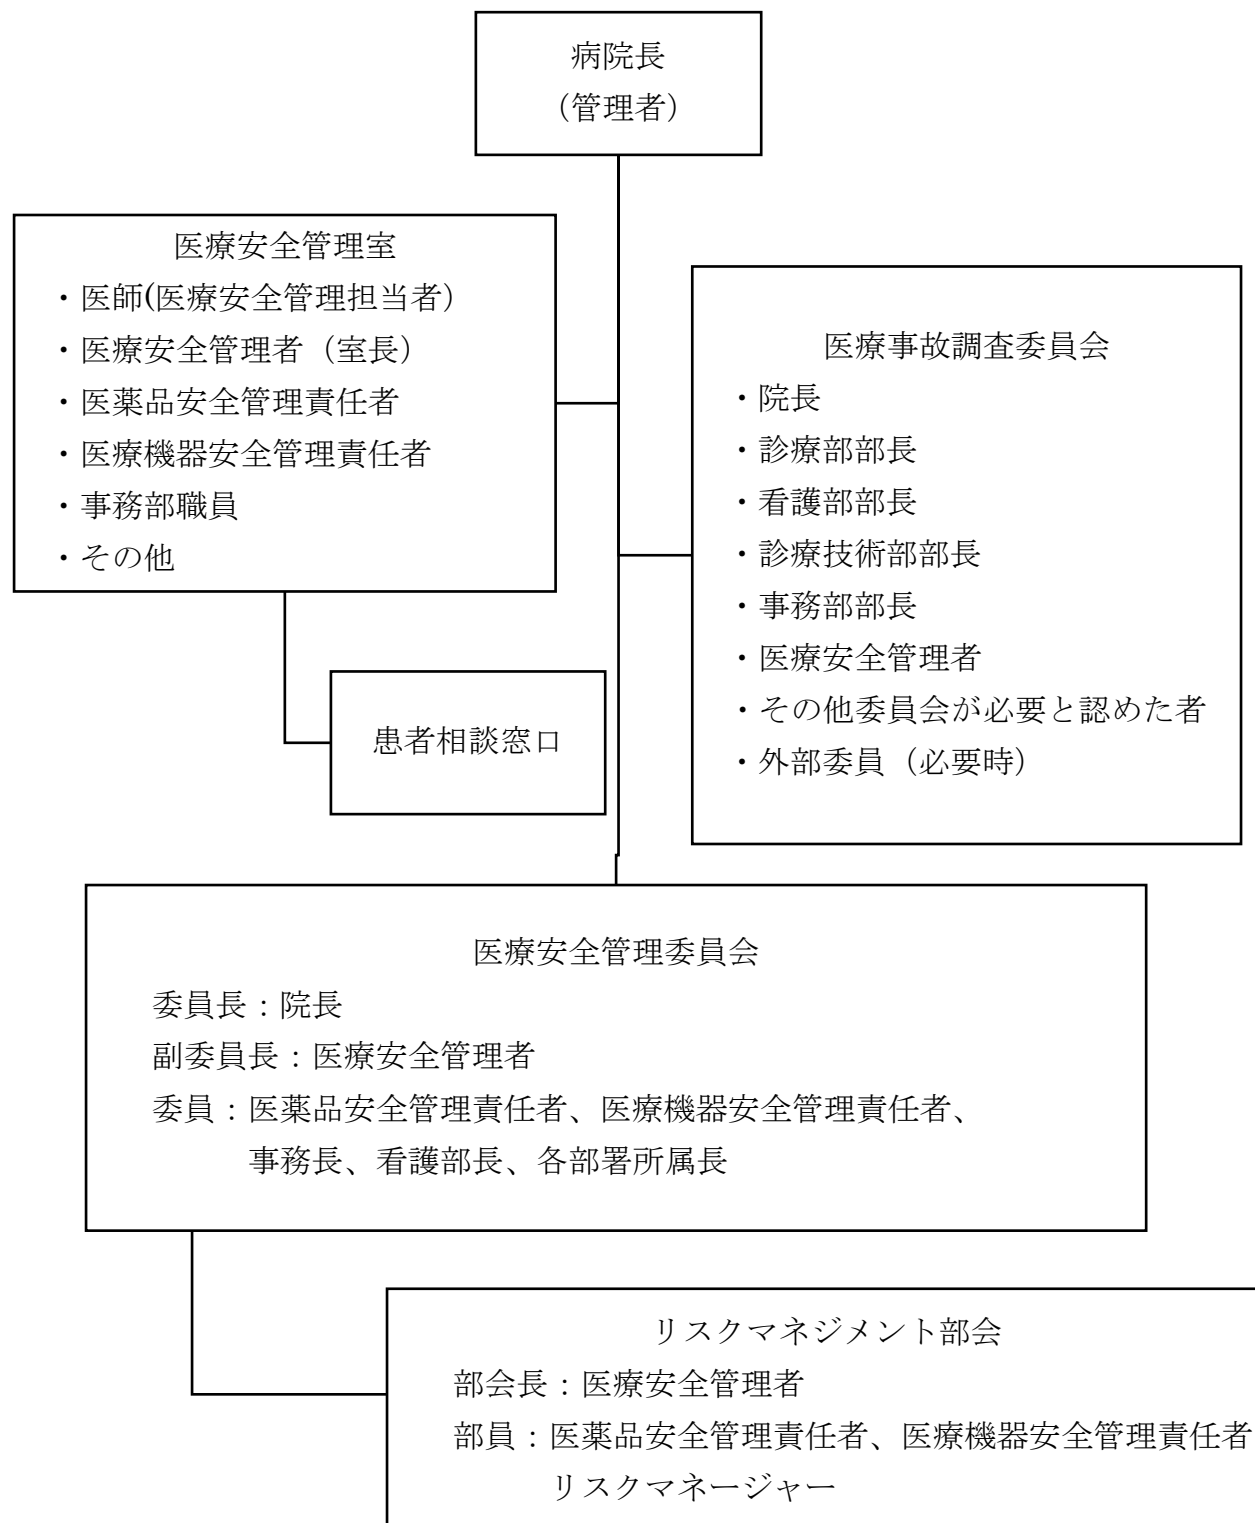 病院長
（管理者）
医療安全管理室
・医師(医療安全管理担当者）
・医療安全管理者（室長）
・医薬品安全管理責任者
・医療機器安全管理責任者
・事務部職員
・その他
医療事故調査委員会
・院長
・診療部部長
・看護部部長
・診療技術部部長
・事務部部長
・医療安全管理者
・その他委員会が必要と認めた者
・外部委員（必要時）
患者相談窓口
医療安全管理委員会
委員長：院長
副委員長：医療安全管理者
委員：医薬品安全管理責任者、医療機器安全管理責任者、
事務長、看護部長、各部署所属長
リスクマネジメント部会
部会長：医療安全管理者
部員：医薬品安全管理責任者、医療機器安全管理責任者
リスクマネージャー